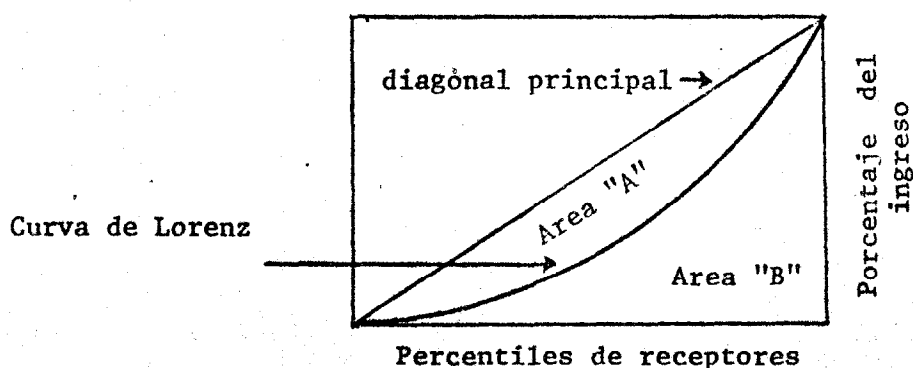 diagonal principal
Porcentaje del
ingreso
Area "A"
Curva de Lorenz
Area "B"
Percentiles de receptores